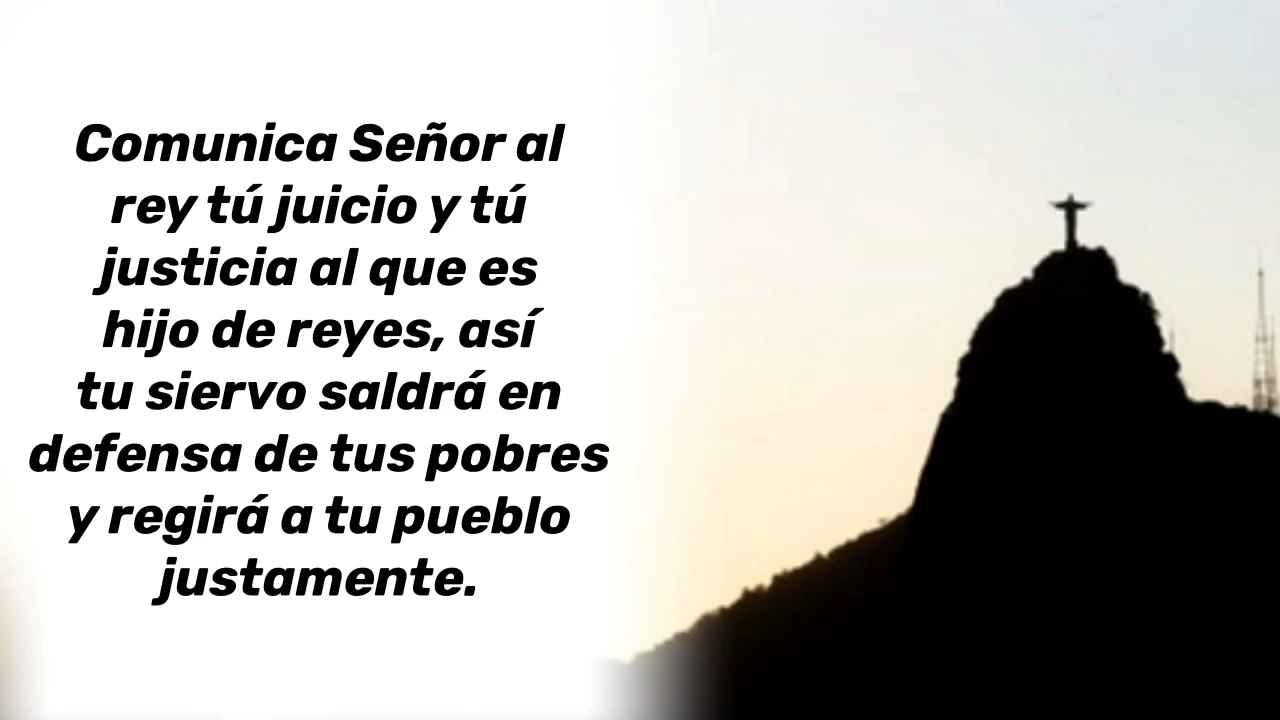 Comunica Señor al
rey tú juicio y tú
justicia al que es
hijo de reyes, así
tu siervo saldrá en
defensa de tus pobres
y regirá a tu pueblo
justamente.